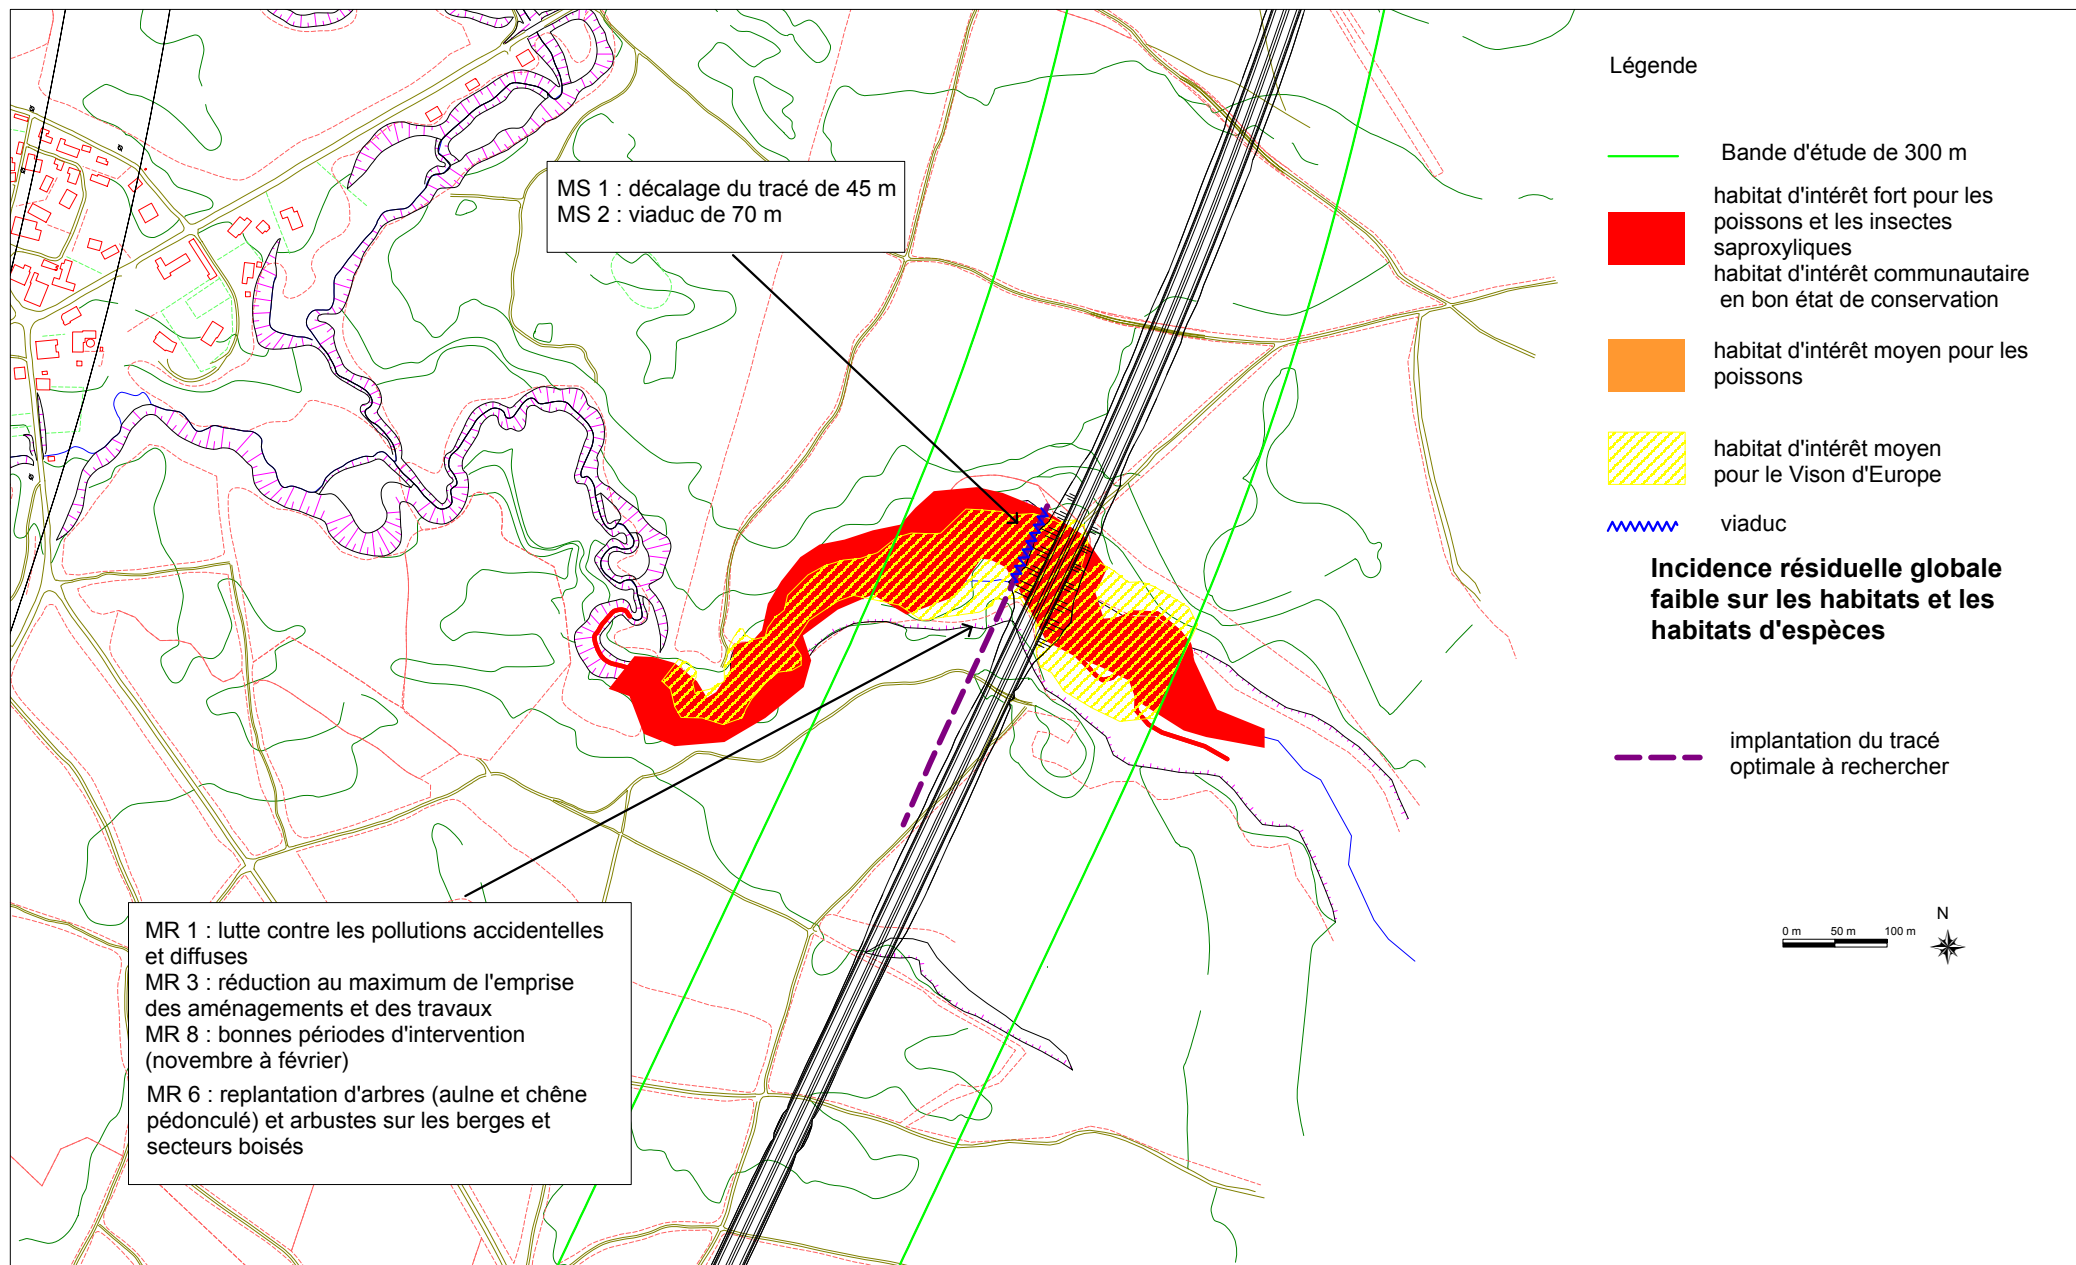 MS 1 : décalage du tracé de 45 m
MS 2 : viaduc de 70 m
MR 1 : lutte contre les pollutions accidentelles
et diffuses
MR 3 : réduction au maximum de l'emprise
des aménagements et des travaux
MR 8 : bonnes périodes d'intervention
(novembre à février)
MR 6 : replantation d'arbres (aulne et chêne
pédonculé) et arbustes sur les berges et
secteurs boisés
Légende
Bande d'étude de 300 m
habitat d'intérêt fort pour les
poissons et les insectes
saproxyliques
habitat d'intérêt communautaire
en bon état de conservation
habitat d'intérêt moyen pour les
poissons
habitat d'intérêt moyen
pour le Vison d'Europe
viaduc
Incidence résiduelle globale
faible sur les habitats et les
habitats d'espèces
implantation du tracé
optimale à rechercher
0 m 50 m 100 m
N